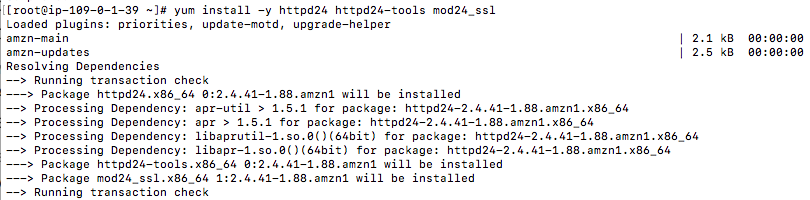 [[root@ip-109-0-1-39 ~]# yum install -y httpd24 httpd24-tools mod24_ssl
Loaded plugins: priorities, update-motd, upgrade-helper
amzn-main | 2.1 kB 00:00:00
amzn-updates | 2.5 kB 00:00:00
Resolving Dependencies
--> Running transaction check
---> Package httpd24.x86_64 0:2.4.41-1.88.amzn1 will be installed
--> Processing Dependency: apr-util > 1.5.1 for package: httpd24-2.4.41-1.88.amzn1.x86_64
--> Processing Dependency: apr > 1.5.1 for package: httpd24-2.4.41-1.88.amzn1.x86_64
--> Processing Dependency: libaprutil-1.so.0()(64bit) for package: httpd24-2.4.41-1.88.amzn1.x86_64
--> Processing Dependency: libapr-1.so.0()(64bit) for package: httpd24-2.4.41-1.88.amzn1.x86_64
---> Package httpd24-tools.x86_64 0:2.4.41-1.88.amzn1 will be installed
---> Package mod24_ssl.x86_64 1:2.4.41-1.88.amzn1 will be installed
--> Running transaction check